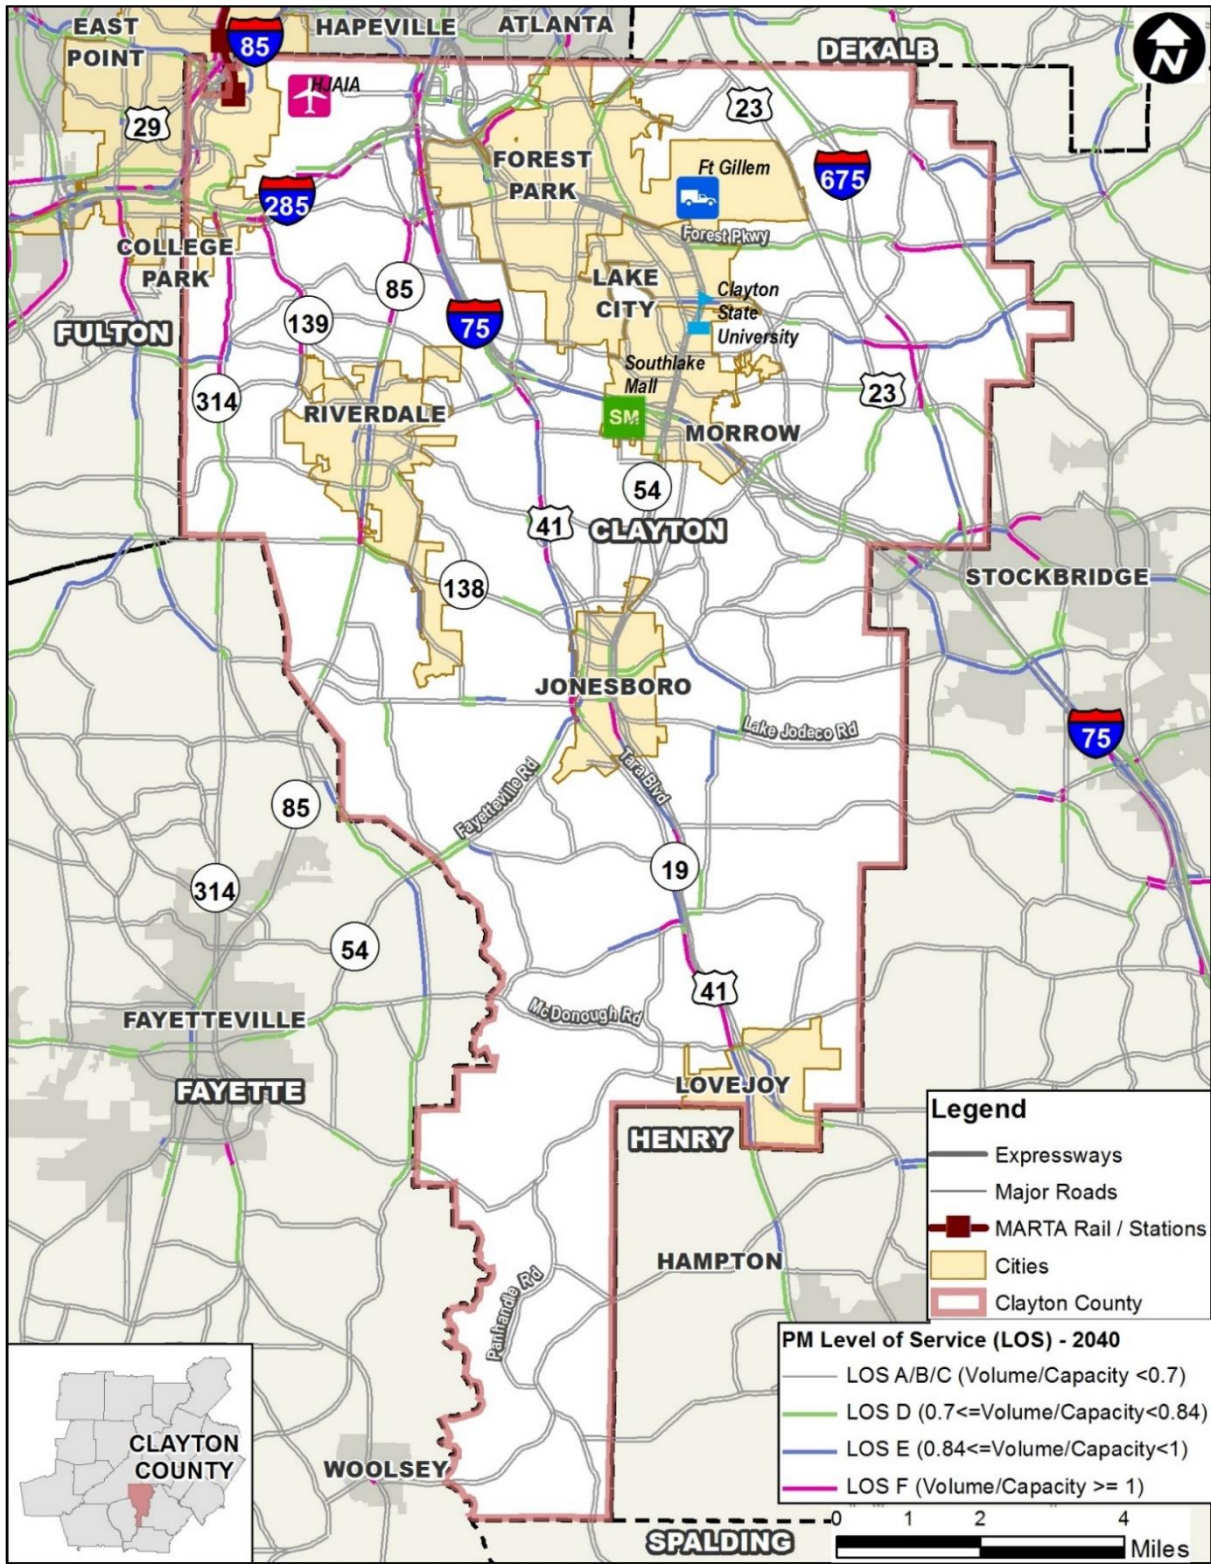 EAST
POINT
85
HAPEVILLE
ATLANTA
DEKALB
N
HJAIA
29
23
FOREST
PARK
Ft Gillem
675
285
COLLEGE
PARK
Forest Pkwy
LAKE
CITY
85
139
75
Clayton
State
University
FULTON
Southlake
Mall
314
RIVERDALE
SM
23
MORROW
54
41
CLAYTON
STOCKBRIDGE
138
JONESBORO
Lake Jodeco Rd
75
Tara Blvd
Fayetteville Rd
85
314
19
54
41
McDonough Rd
FAYETTEVILLE
FAYETTE
LOVEJOY
HENRY
HAMPTON
Panhandle Rd
WOOLSEY
SPALDING
Legend
Expressways
Major Roads
MARTA Rail / Stations
Cities
Clayton County
PM Level of Service (LOS) - 2040
LOS A/B/C (Volume/Capacity <0.7)
LOS D (0.7<=Volume/Capacity<0.84)
LOS E (0.84<=Volume/Capacity<1)
LOS F (Volume/Capacity >= 1)
0 1 2 4
Miles
CLAYTON
COUNTY